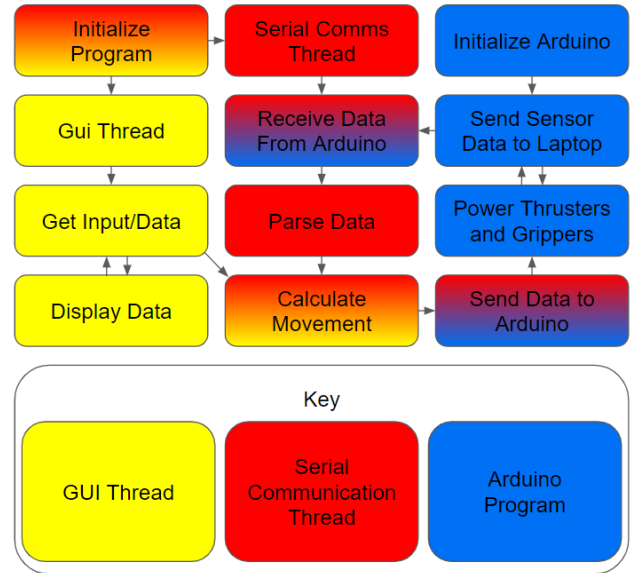 Initialize
Program
Serial Comms
Thread
Initialize Arduino
Gui Thread
Receive Data
From Arduino
Send Sensor
Data to Laptop
Get Input/Data
Parse Data
Power Thrusters
and Grippers
Display Data
Calculate
Movement
Send Data to
Arduino
Key
GUI Thread
Serial
Communication
Thread
Arduino
Program